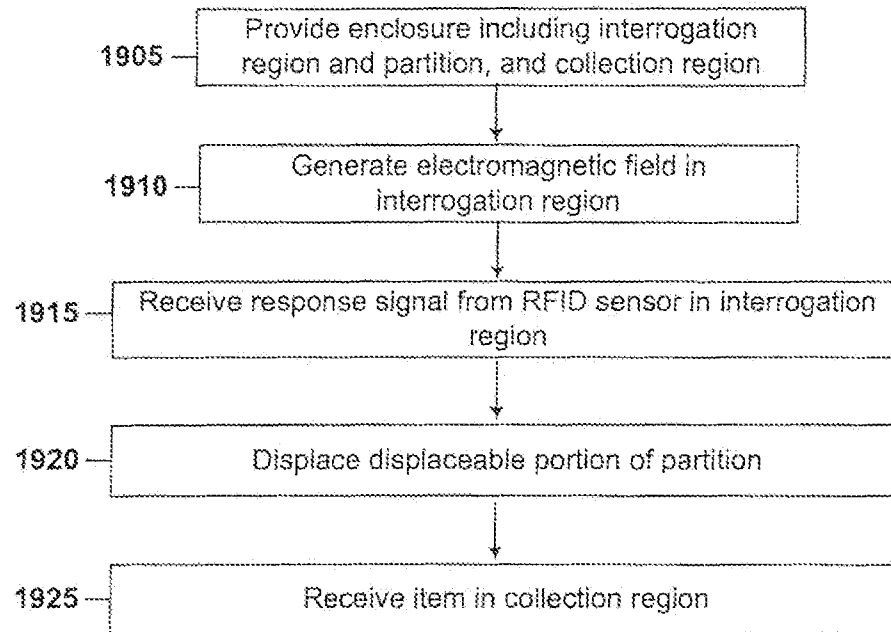 Provide enclosure including interrogation
1905
region and partition, and collection region
Generate electromagnetic field in
1910
interrogation region
1915
Receive response signal from RFID sensor in interrogation
region
1920
Displace displaceable portion of partition
1925
Receive item in collection region